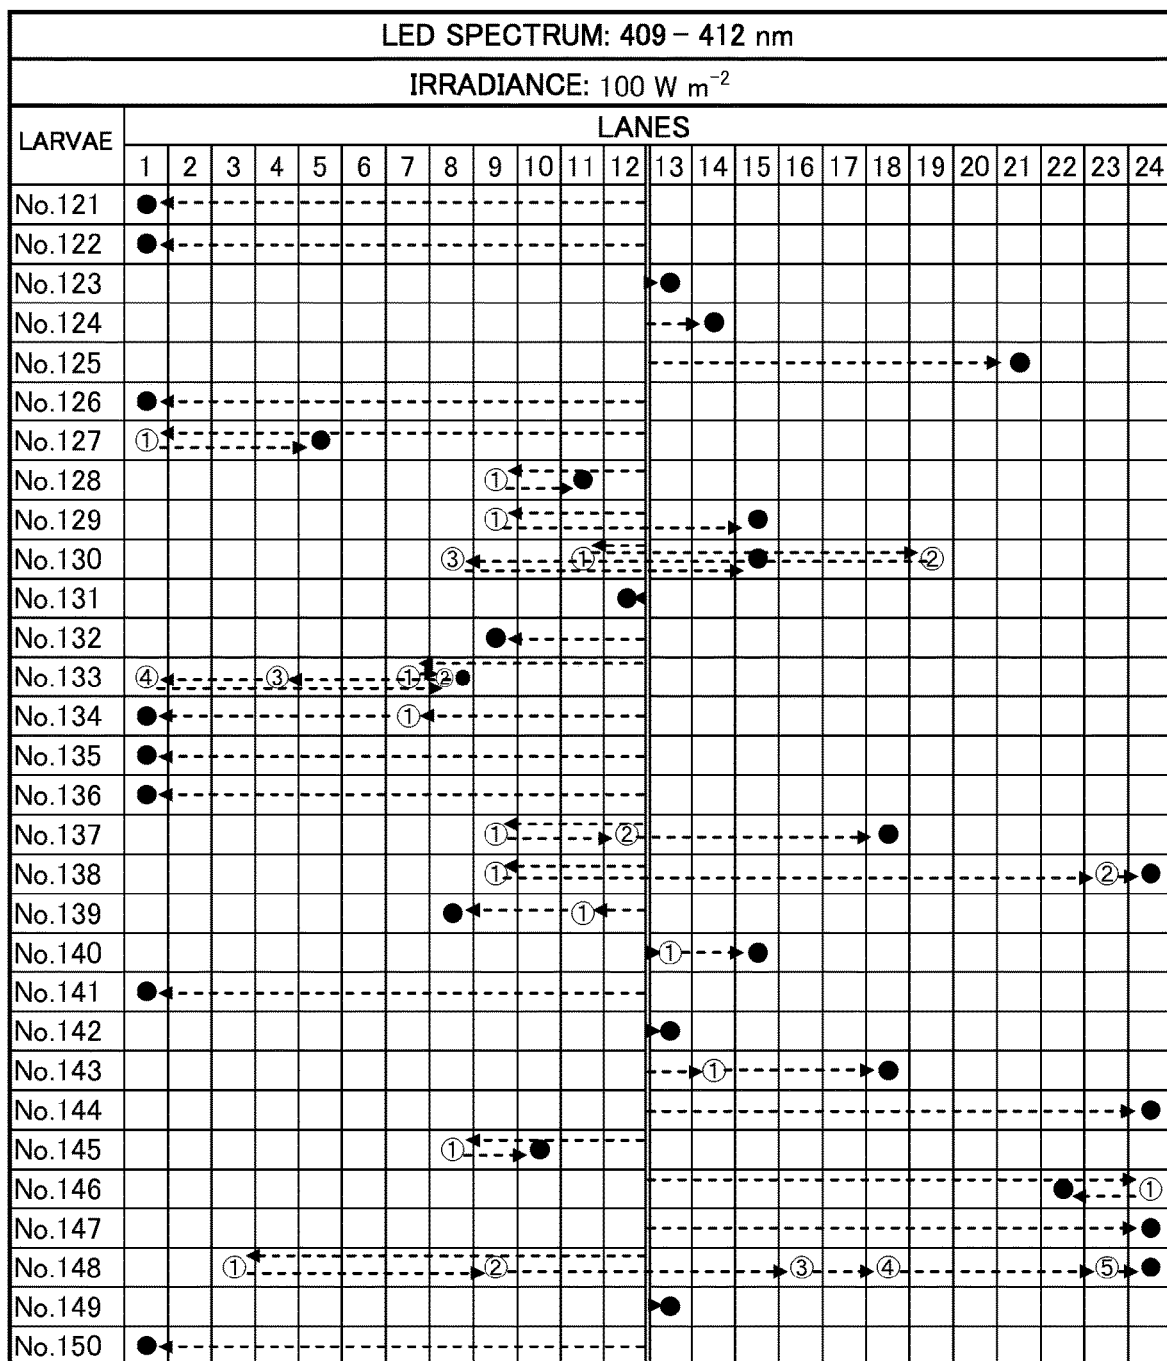 LED SPECTRUM: 409 – 412 nm
IRRADIANCE: 100 W m⁻²
LARVAE
LANES
1 2 3 4 5 6 7 8 9 10 11 12 13 14 15 16 17 18 19 20 21 22 23 24
No.121
No.122
No.123
No.124
No.125
No.126
No.127 ①
No.128 ①
No.129 ①
No.130 ③ ① ②
No.131
No.132
No.133 ④ ③ ① ②
No.134 ①
No.135
No.136
No.137 ① ②
No.138 ① ②
No.139 ①
No.140 ①
No.141
No.142
No.143 ①
No.144
No.145 ①
No.146 ①
No.147
No.148 ① ② ③ ④ ⑤
No.149
No.150